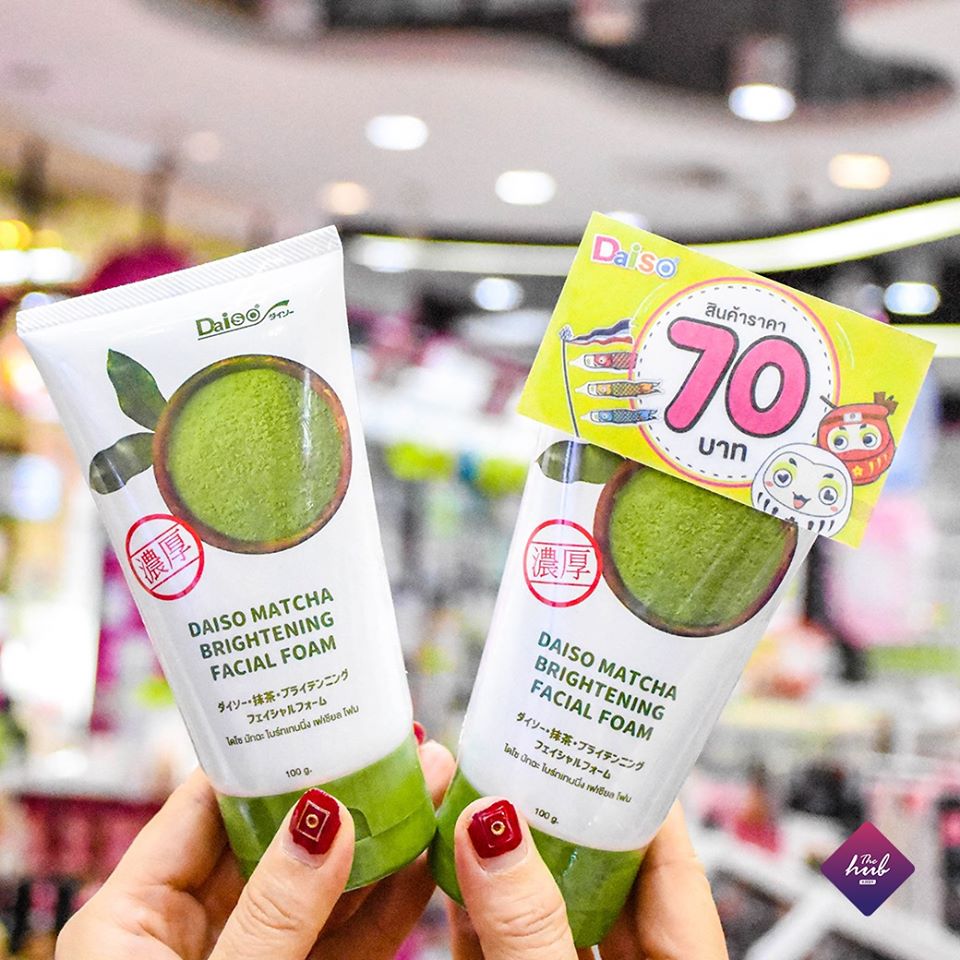 Daiso ダイソー
濃厚
DAISO MATCHA
BRIGHTENING
FACIAL FOAM
ダイソー・抹茶・ブライテンニング
フェイシャルフォーム
ไดโซ มัทฉะ ไบร์ทเทนนิ่ง เฟเชียล โฟม
100 g.
Daiso
สินค้าราคา
70
บาท
濃厚
DAISO MATCHA
BRIGHTENING
FACIAL FOAM
ダイソー・抹茶・ブライテンニング
フェイシャルフォーム
ไดโซ มัทฉะ ไบร์ทเทนนิ่ง เฟเชียล โฟม
100 g.
The
hub